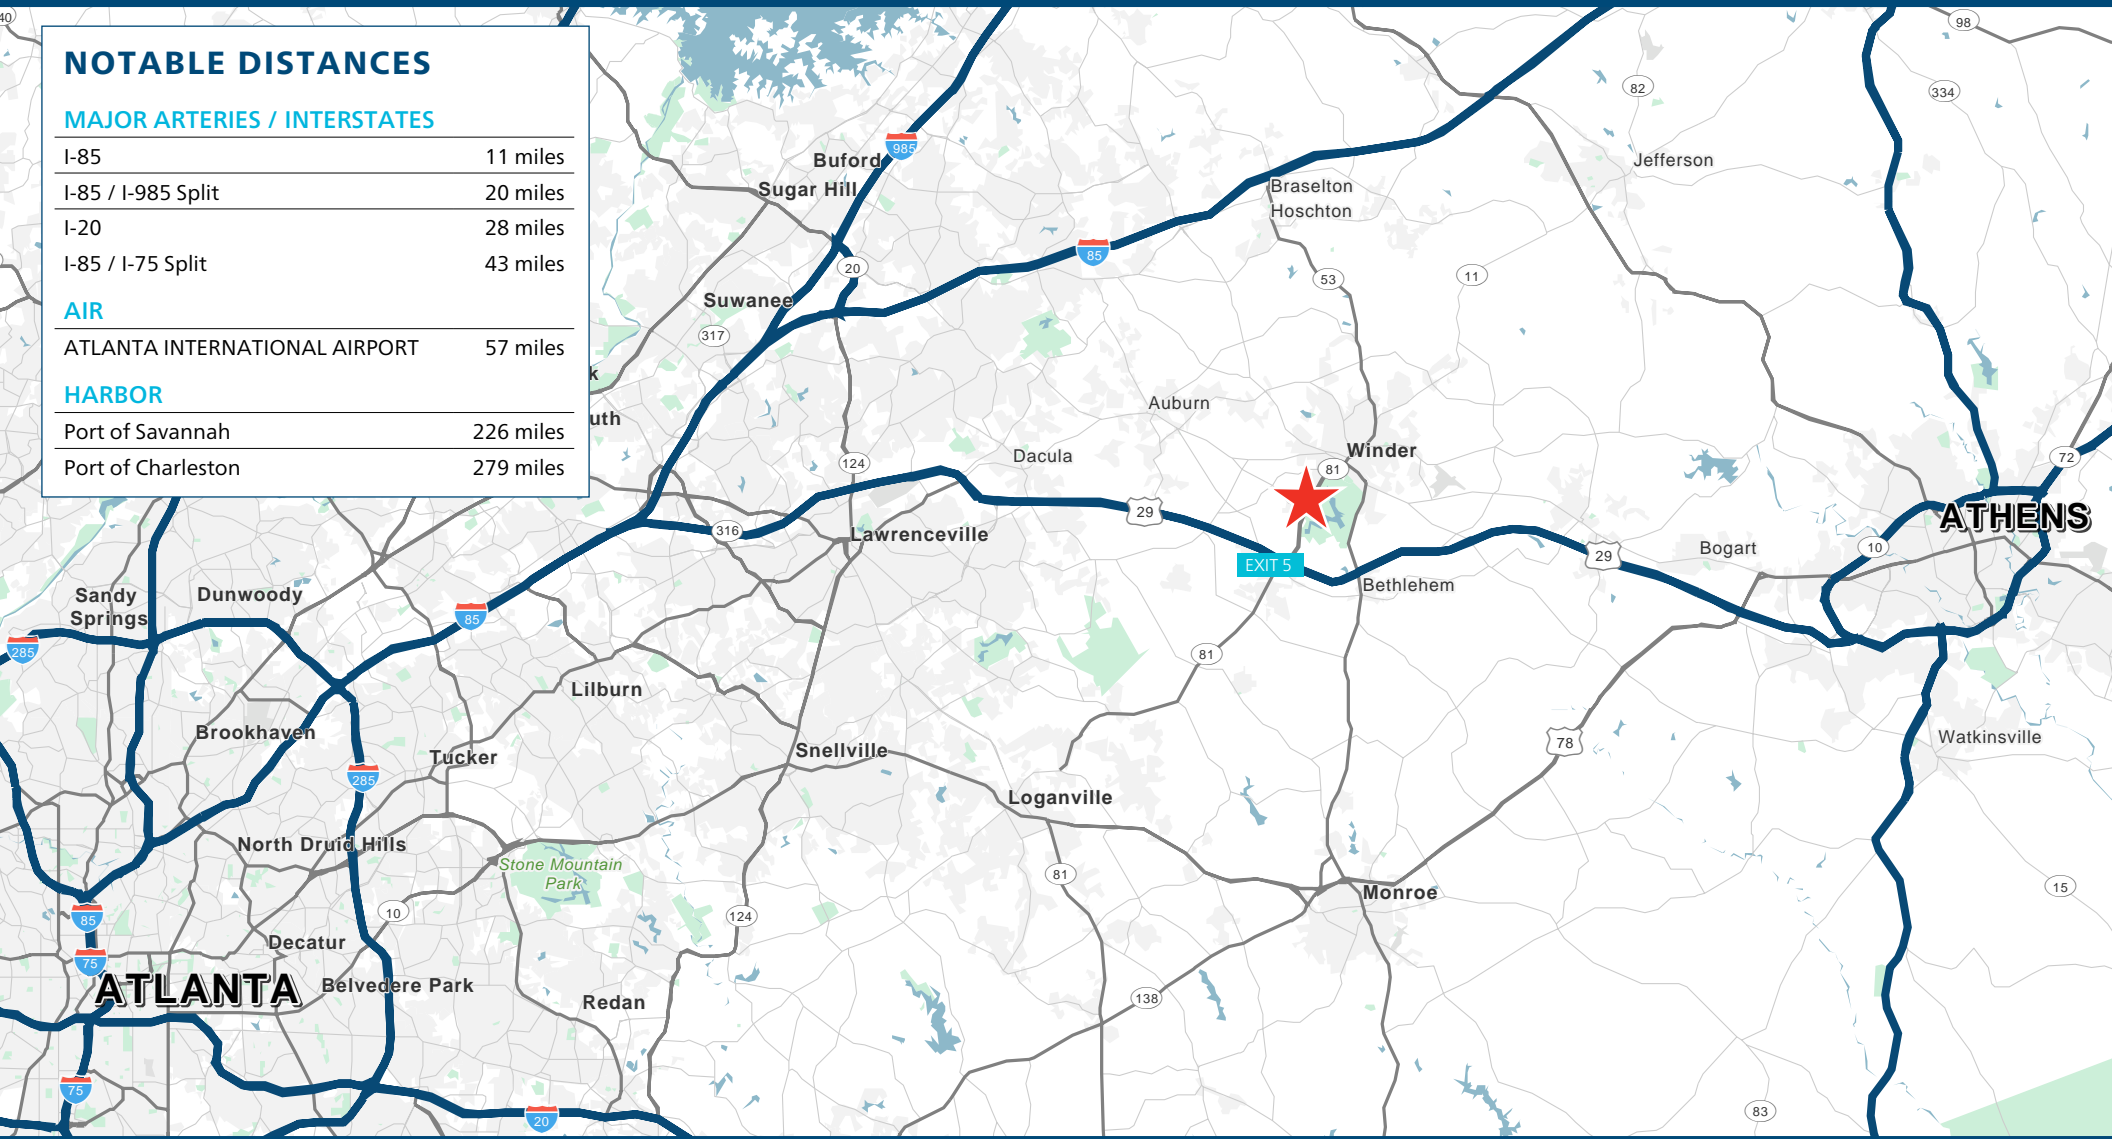 NOTABLE DISTANCES
MAJOR ARTERIES / INTERSTATES
I-85 11 miles
I-85 / I-985 Split 20 miles
I-20 28 miles
I-85 / I-75 Split 43 miles
AIR
ATLANTA INTERNATIONAL AIRPORT 57 miles
HARBOR
Port of Savannah 226 miles
Port of Charleston 279 miles
40
98
82
334
985
Buford
Sugar Hill
Jefferson
Braselton
Hoschton
85
20
53
11
Suwanee
317
k
uth
Auburn
Winder
81
Dacula
124
72
29
316
Lawrenceville
ATHENS
10
Bogart
29
EXIT 5
Bethlehem
Sandy
Springs
Dunwoody
85
285
81
Lilburn
Brookhaven
Tucker
Snellville
78
Watkinsville
285
Loganville
North Druid Hills
Stone Mountain
Park
81
15
Monroe
10
85
124
Decatur
75
ATLANTA
Belvedere Park
Redan
138
75
20
83